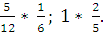 5/12 * 1/6; 1 * 2/5.